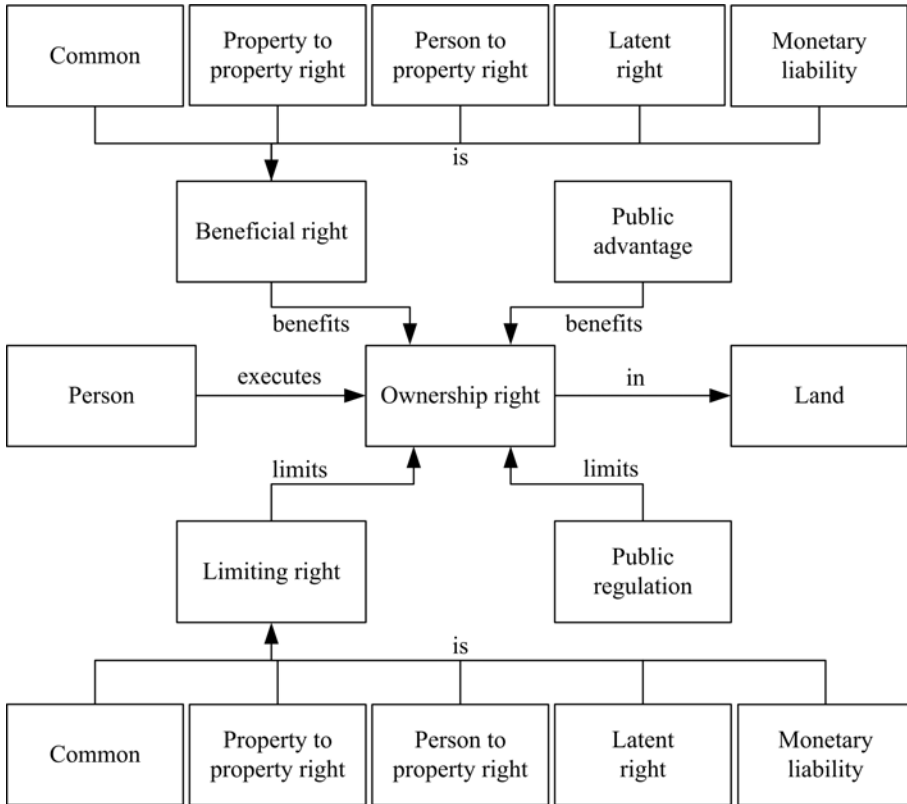 Common
Property to
property right
Person to
property right
Latent
right
Monetary
liability
is
Beneficial right
Public
advantage
benefits
benefits
Person
executes
Ownership right
in
Land
limits
limits
Limiting right
Public
regulation
is
Common
Property to
property right
Person to
property right
Latent
right
Monetary
liability